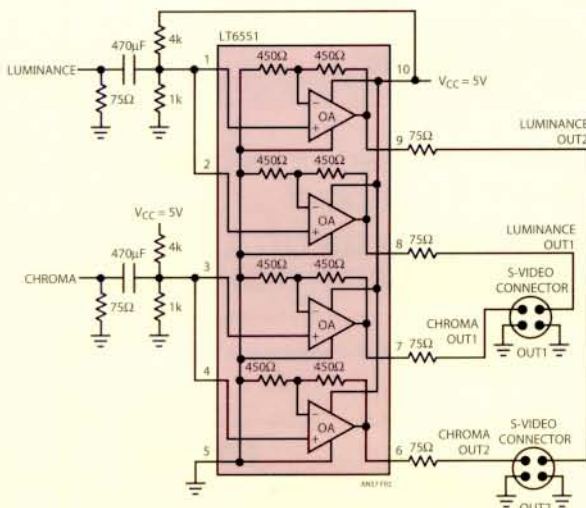 LT6551
4k
450Ω 450Ω
470µF
1
10
LUMINANCE
VCC = 5V
75Ω
1k
OA
9
75Ω
LUMINANCE
OUT2
450Ω 450Ω
2
OA
VCC = 5V
8
75Ω
LUMINANCE
OUT1
4k
450Ω 450Ω
470µF
S-VIDEO
CONNECTOR
CHROMA
3
75Ω
1k
OA
CHROMA
OUT1
7
75Ω
OUT1
450Ω 450Ω
4
OA
CHROMA
OUT2
S-VIDEO
CONNECTOR
5
6
75Ω
OUT2